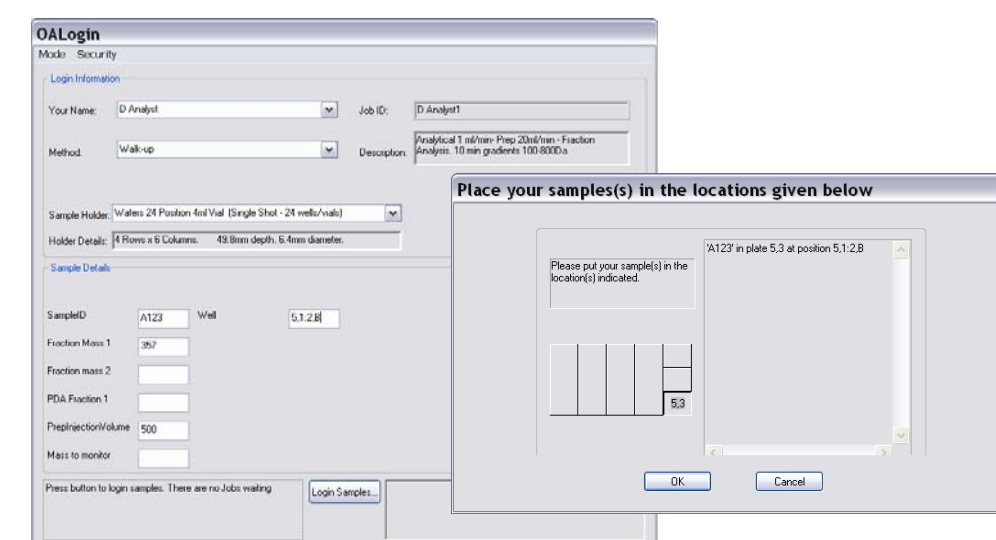 OALogin
Mode Security
Login Information
Your Name: D Analyst Job ID: D Analyst1
Method: Walk-up Description: Analytical 1 ml/min- Prep 20ml/min - Fraction
Analysis. 10 min gradients 100-800Da
Sample Holder: Waters 24 Position 4ml Vial (Single Shot - 24 wells/vials)
Holder Details: 4 Rows x 6 Columns. 49.8mm depth, 6.4mm diameter.
Sample Details
SampleID A123 Well 5,1:2,B
Fraction Mass 1 357
Fraction mass 2
PDA Fraction 1
PrepInjectionVolume 500
Mass to monitor
Press button to login samples. There are no Jobs waiting
Login Samples...
Place your samples(s) in the locations given below
Please put your sample(s) in the
location(s) indicated.
'A123' in plate 5,3 at position 5,1:2,B
5,3
OK Cancel